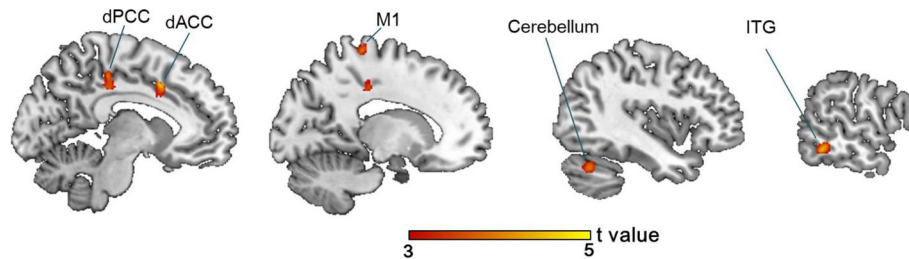 dPCC
dACC
M1
Cerebellum
ITG
3
5
t value